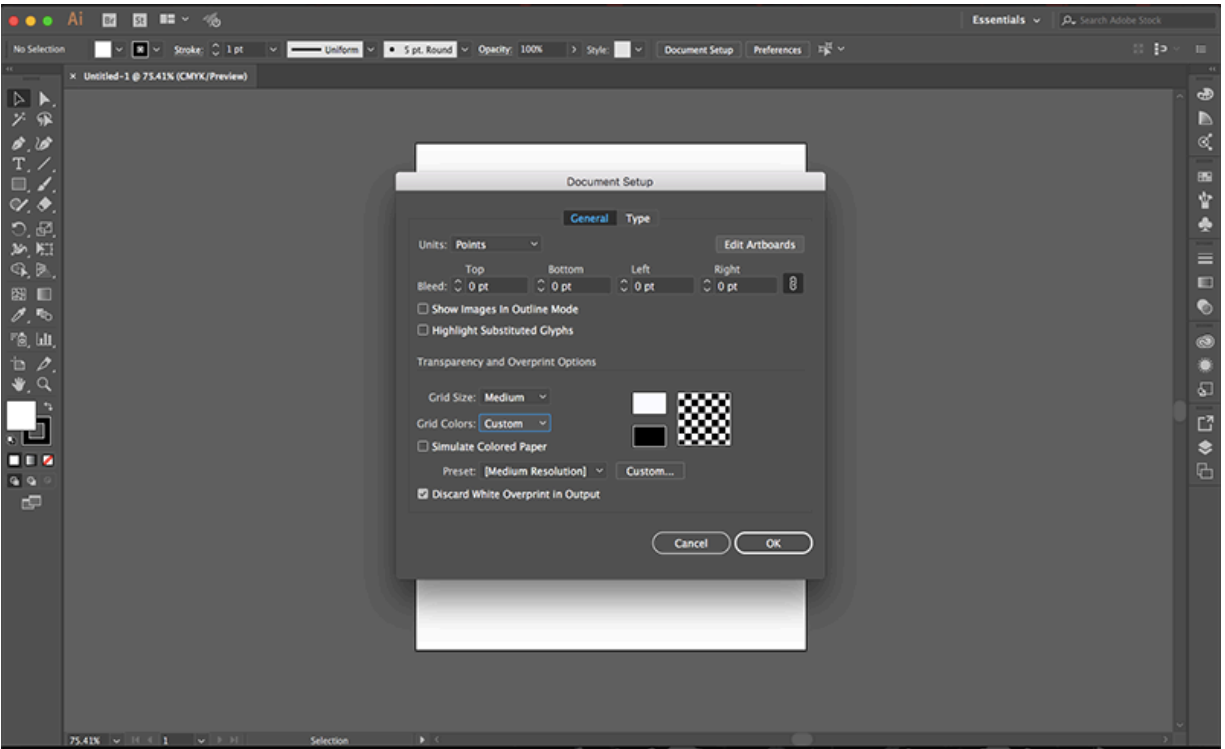 Ai Br St Essentials Search Adobe Stock
No Selection Stroke: 1 pt Uniform 5 pt. Round Opacity: 100% Style: Document Setup Preferences
× Untitled-1 @ 75.41% (CMYK/Preview)
Document Setup
General Type
Units: Points Edit Artboards
Top Bottom Left Right
Bleed: 0 pt 0 pt 0 pt 0 pt
Show Images In Outline Mode
Highlight Substituted Glyphs
Transparency and Overprint Options
Grid Size: Medium
Grid Colors: Custom
Simulate Colored Paper
Preset: [Medium Resolution] Custom...
Discard White Overprint in Output
Cancel OK
75.41% 1 Selection